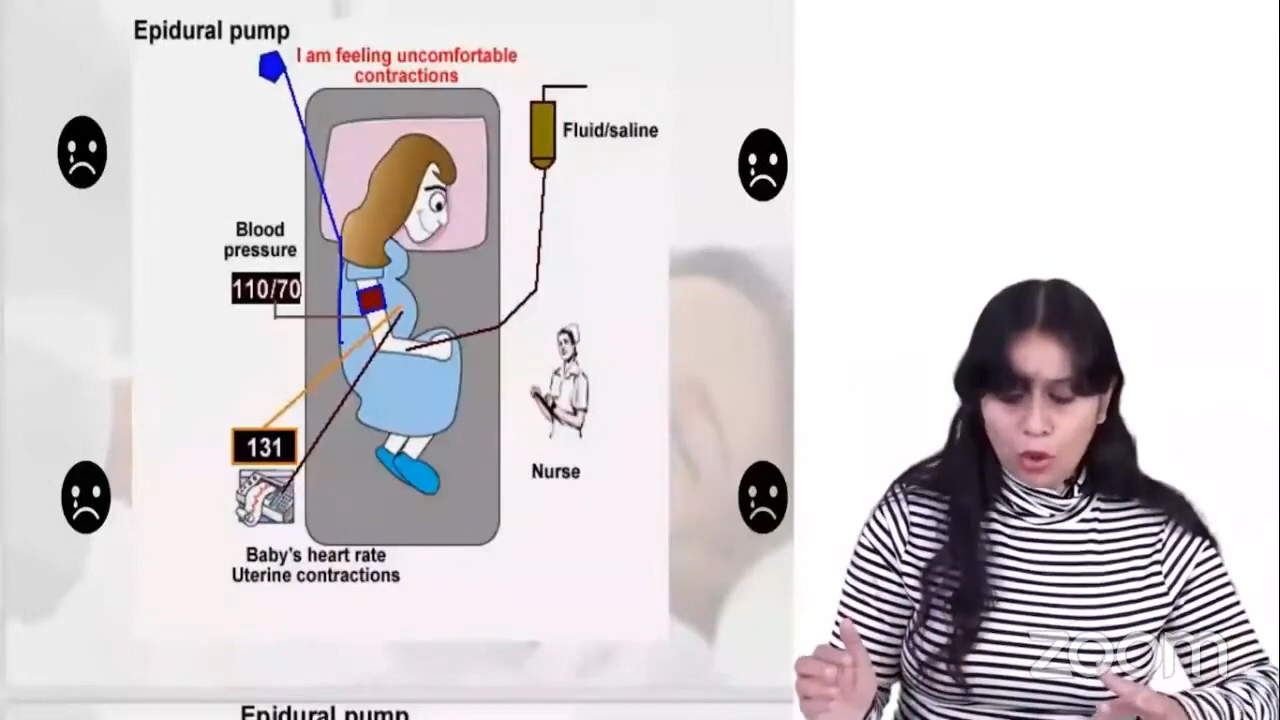 Epidural pump
I am feeling uncomfortable
contractions
Fluid/saline
Blood
pressure
110/70
131
Nurse
Baby's heart rate
Uterine contractions
zoom
Epidural pump